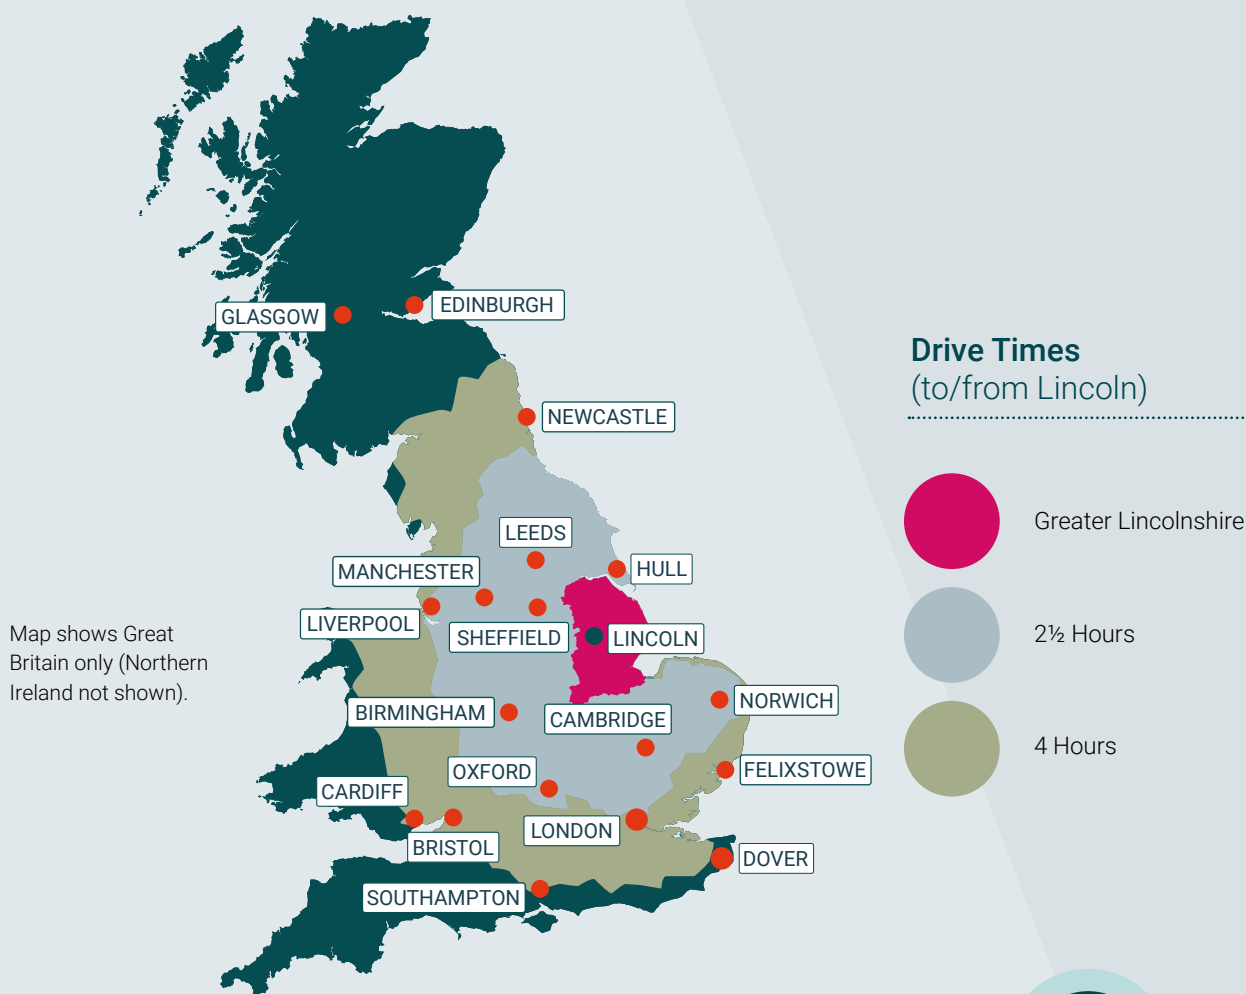 GLASGOW
EDINBURGH
NEWCASTLE
Drive Times
(to/from Lincoln)
Greater Lincolnshire
2½ Hours
4 Hours
LEEDS
MANCHESTER
HULL
LIVERPOOL
SHEFFIELD
LINCOLN
Map shows Great
Britain only (Northern
Ireland not shown).
BIRMINGHAM
CAMBRIDGE
NORWICH
OXFORD
FELIXSTOWE
CARDIFF
BRISTOL
LONDON
DOVER
SOUTHAMPTON